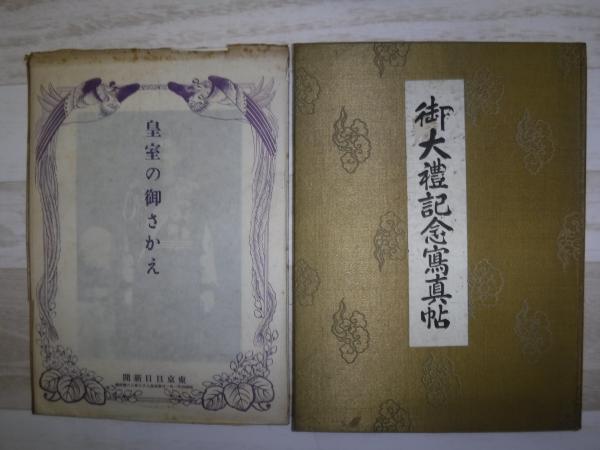 皇室の御さかえ
東京日日新聞
御大禮記念寫真帖